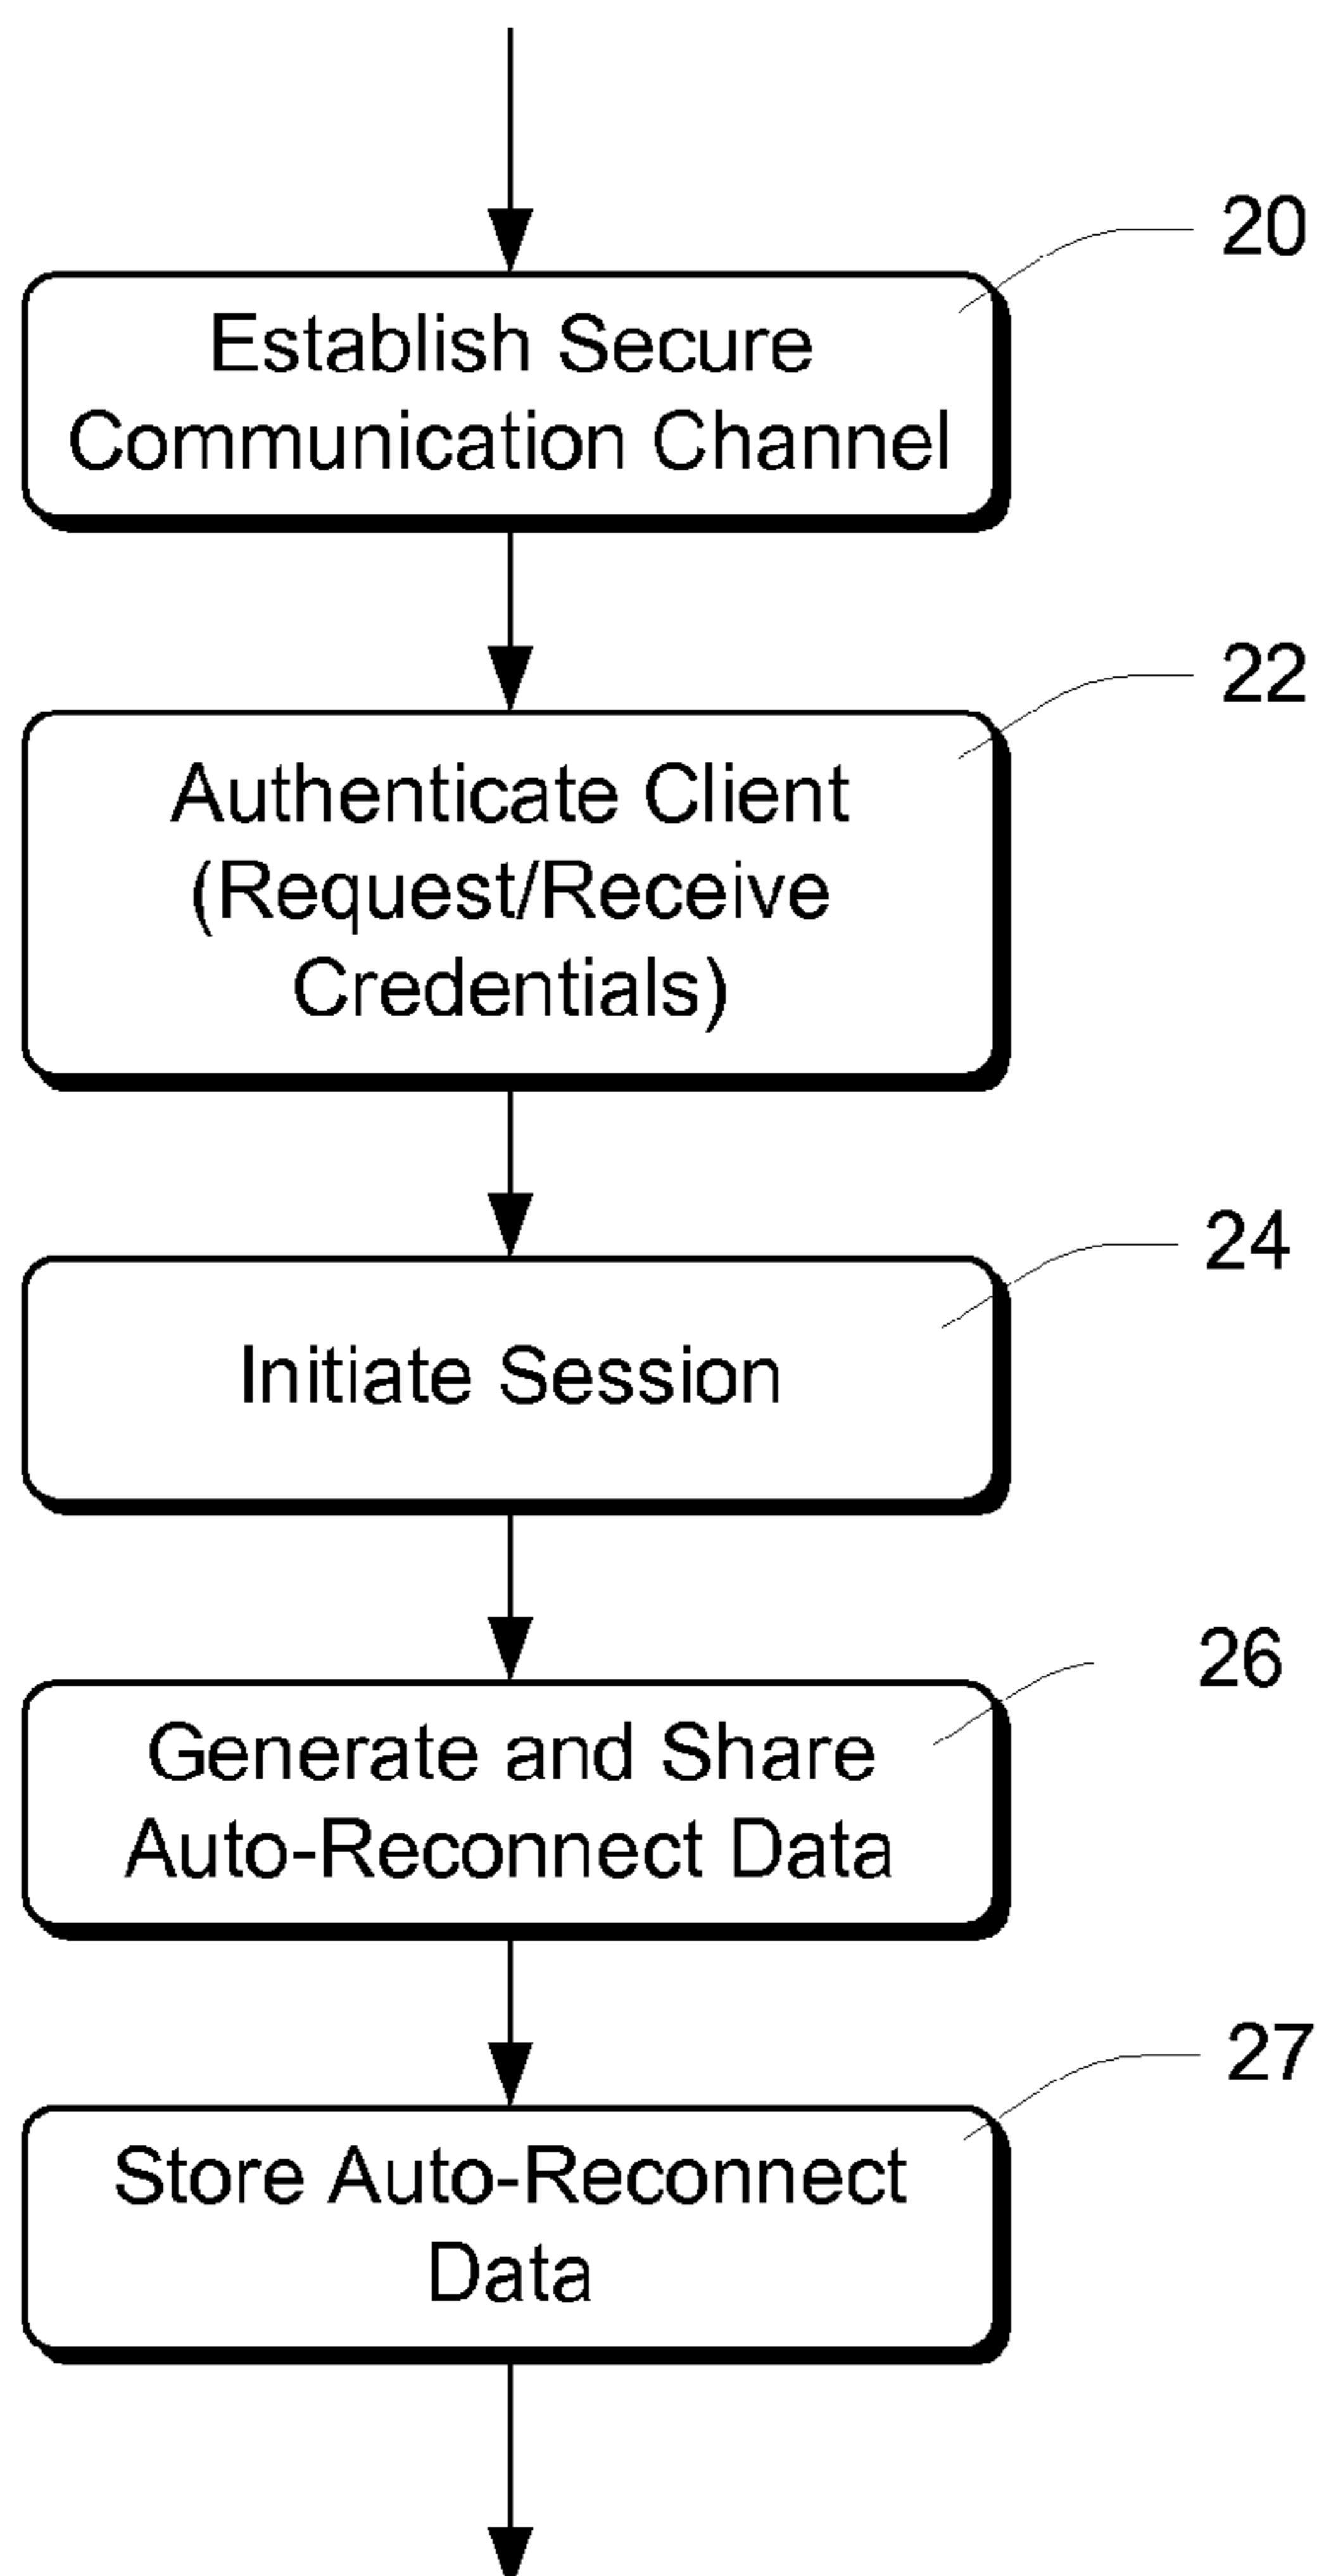 20
Establish Secure
Communication Channel
22
Authenticate Client
(Request/Receive
Credentials)
24
Initiate Session
26
Generate and Share
Auto-Reconnect Data
27
Store Auto-Reconnect
Data